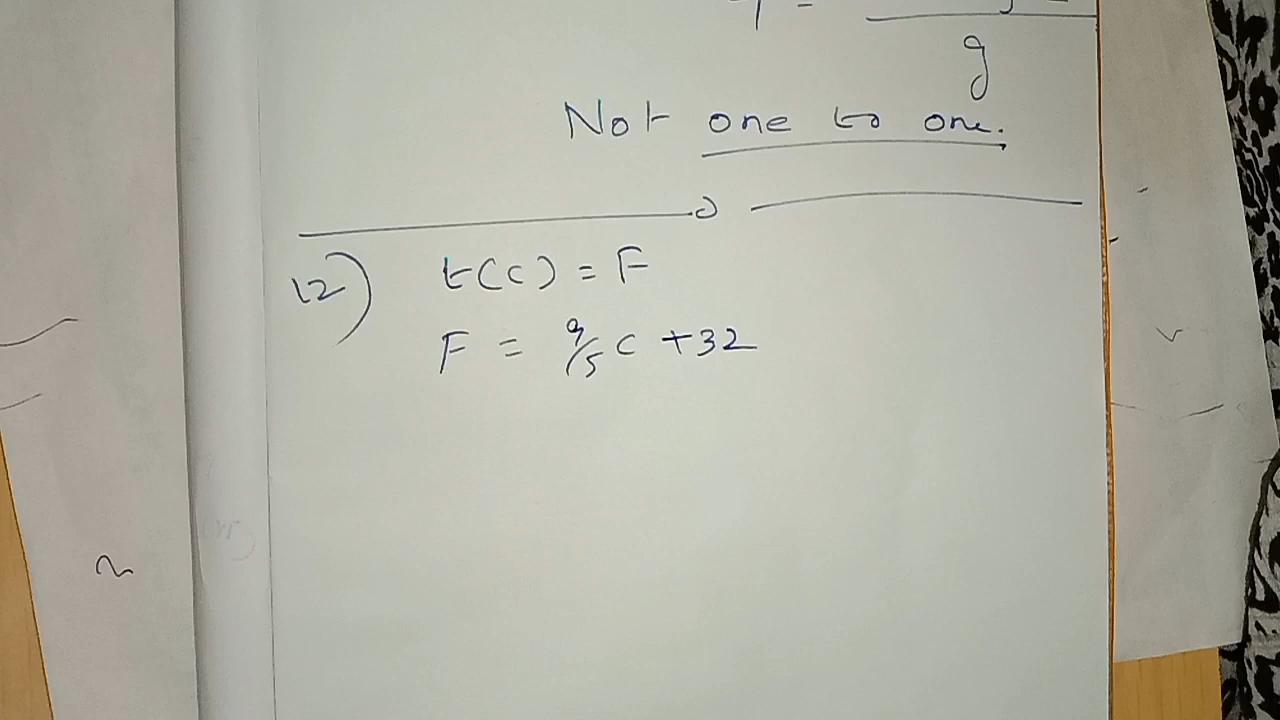 g
Not one to one.
12) t(C) = F
F = 9/5 C + 32